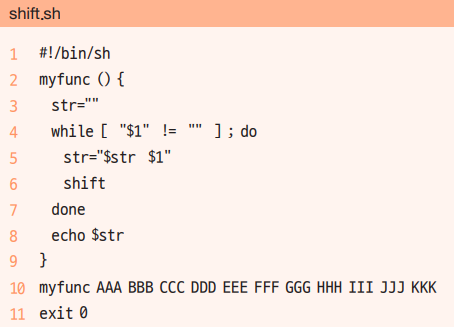 shift.sh
1 #!/bin/sh
2 myfunc () {
3 str=""
4 while [ "$1" != "" ] ; do
5 str="$str $1"
6 shift
7 done
8 echo $str
9 }
10 myfunc AAA BBB CCC DDD EEE FFF GGG HHH III JJJ KKK
11 exit 0